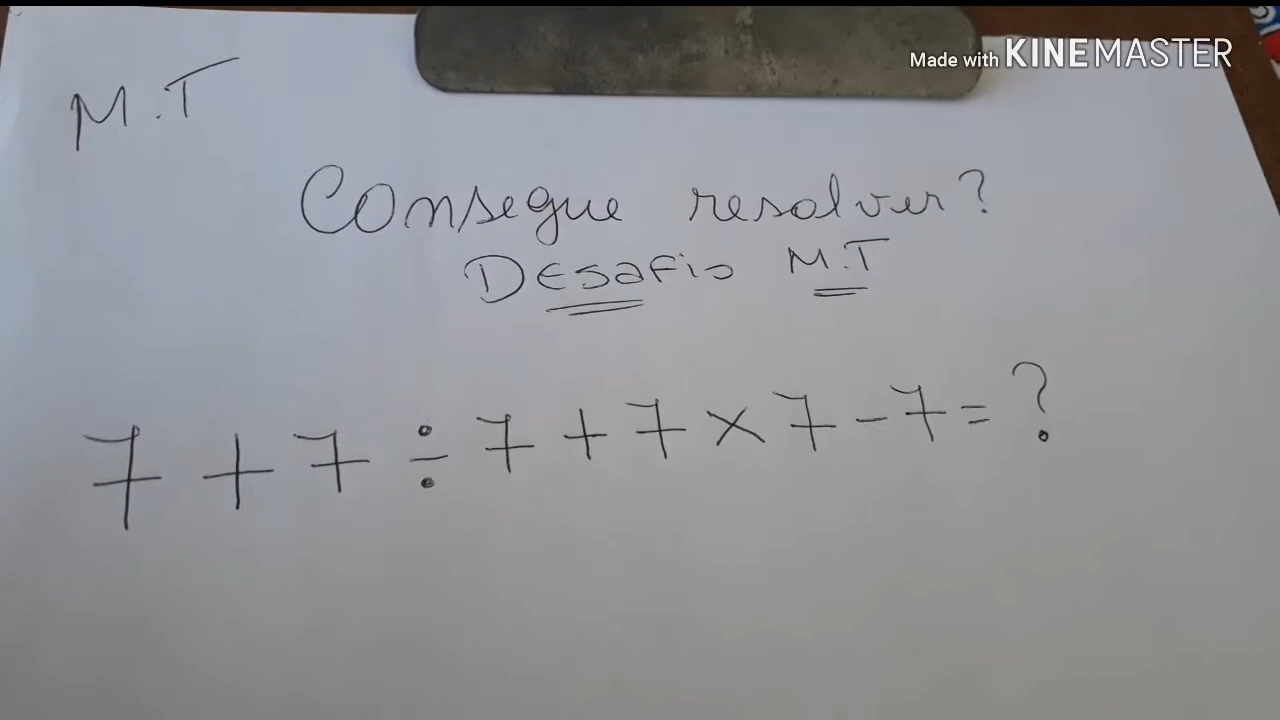 Made with KINEMASTER
M.T
Consegue resolver?
Desafio M.T
7 + 7 ÷ 7 + 7 × 7 - 7 = ?